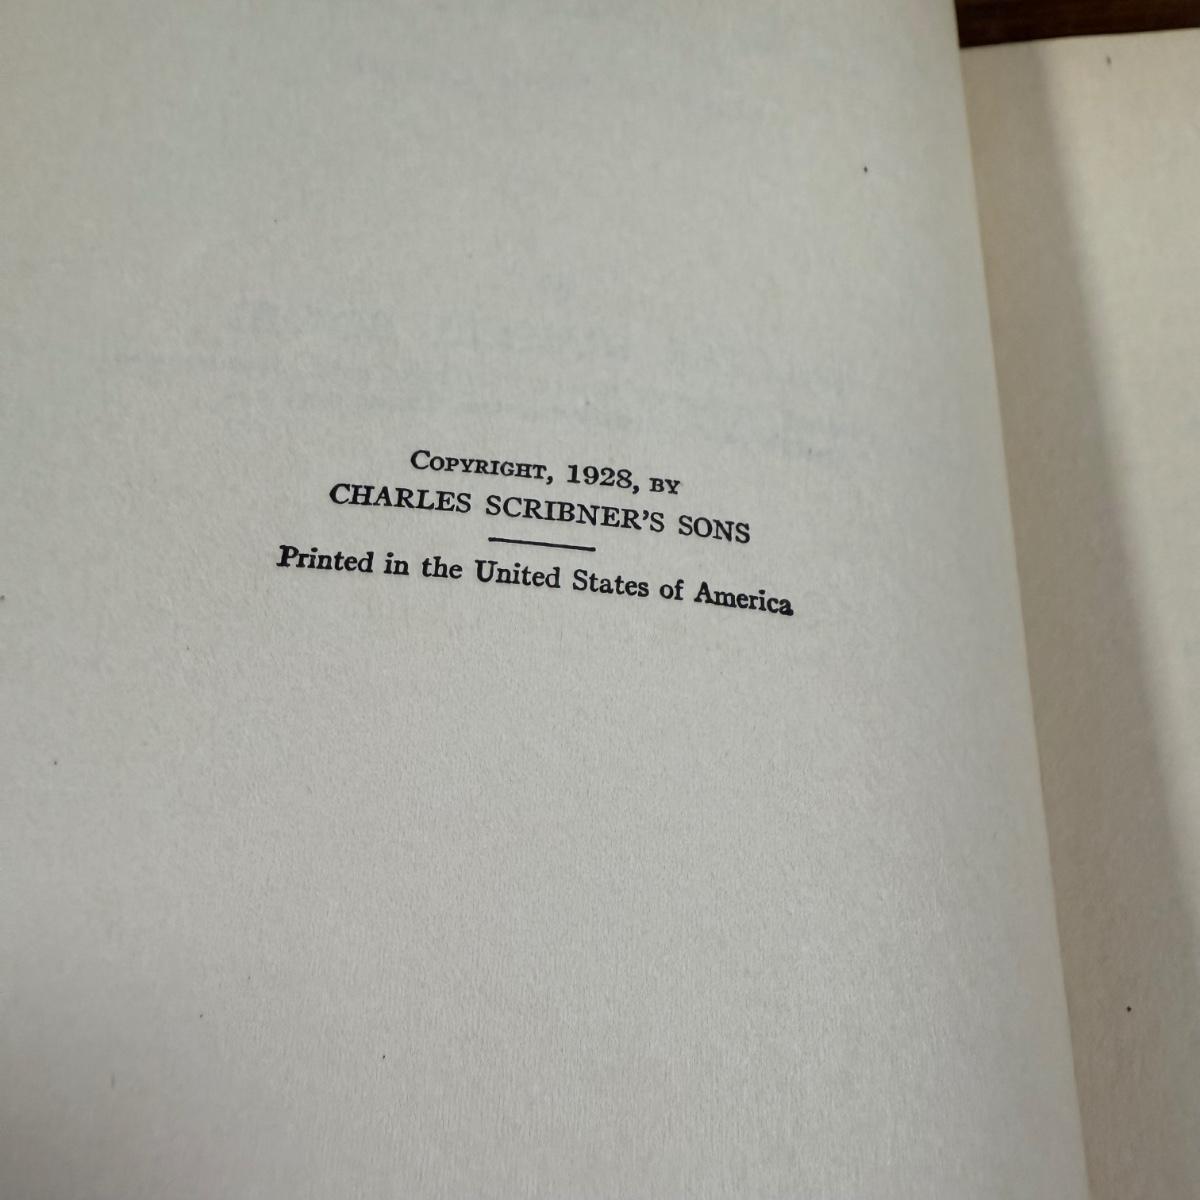 COPYRIGHT, 1928, BY
CHARLES SCRIBNER'S SONS
Printed in the United States of America